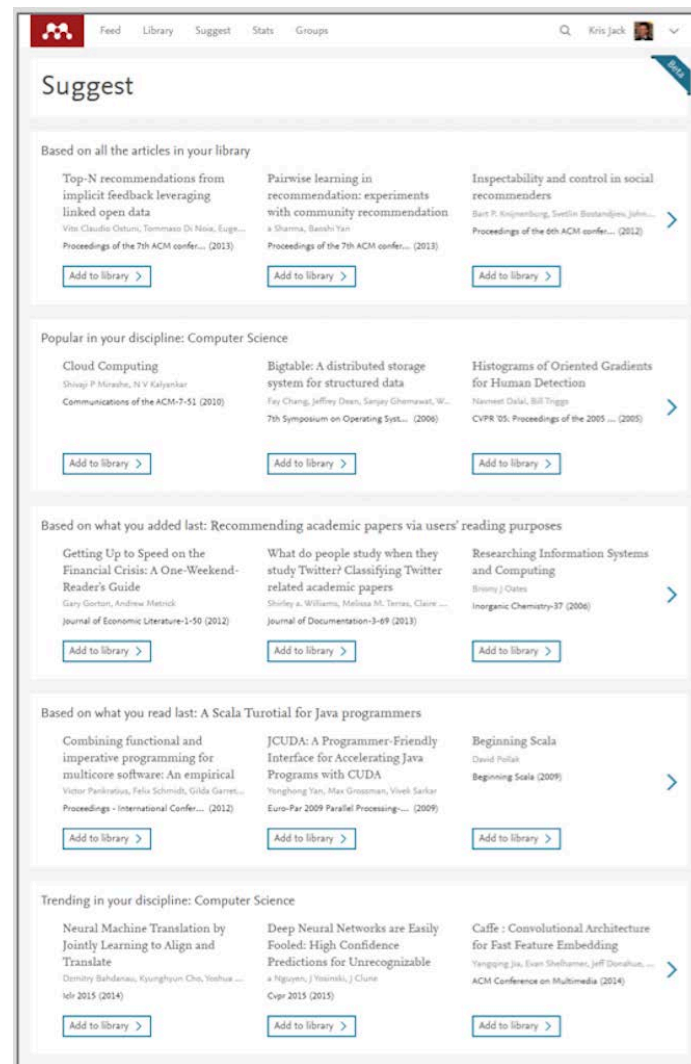 Feed Library Suggest Stats Groups Kris Jack
Beta
Suggest
Based on all the articles in your library
Top-N recommendations from
implicit feedback leveraging
linked open data
Vito Claudio Ostuni, Tommaso Di Noia, Euge...
Proceedings of the 7th ACM confer... (2013)
Add to library
Pairwise learning in
recommendation: experiments
with community recommendation
a Sharma, Baoshi Yan
Proceedings of the 7th ACM confer... (2013)
Add to library
Inspectability and control in social
recommenders
Bart P. Knijnenburg, Svetlin Bostandjiev, John...
Proceedings of the 6th ACM confer... (2012)
Add to library
Popular in your discipline: Computer Science
Cloud Computing
Shivaji P Mirashe, N V Kalyankar
Communications of the ACM-7-51 (2010)
Add to library
Bigtable: A distributed storage
system for structured data
Fay Chang, Jeffrey Dean, Sanjay Ghemawat, W...
7th Symposium on Operating Syst... (2006)
Add to library
Histograms of Oriented Gradients
for Human Detection
Navneet Dalal, Bill Triggs
CVPR '05: Proceedings of the 2005 ... (2005)
Add to library
Based on what you added last: Recommending academic papers via users' reading purposes
Getting Up to Speed on the
Financial Crisis: A One-Weekend-
Reader's Guide
Gary Gorton, Andrew Metrick
Journal of Economic Literature-1-50 (2012)
Add to library
What do people study when they
study Twitter? Classifying Twitter
related academic papers
Shirley a. Williams, Melissa M. Terras, Claire ...
Journal of Documentation-3-69 (2013)
Add to library
Researching Information Systems
and Computing
Briony J Oates
Inorganic Chemistry-37 (2006)
Add to library
Based on what you read last: A Scala Turotial for Java programmers
Combining functional and
imperative programming for
multicore software: An empirical
Victor Pankratius, Felix Schmidt, Gilda Garret...
Proceedings - International Confer... (2012)
Add to library
JCUDA: A Programmer-Friendly
Interface for Accelerating Java
Programs with CUDA
Yonghong Yan, Max Grossman, Vivek Sarkar
Euro-Par 2009 Parallel Processing-... (2009)
Add to library
Beginning Scala
David Pollak
Beginning Scala (2009)
Add to library
Trending in your discipline: Computer Science
Neural Machine Translation by
Jointly Learning to Align and
Translate
Dzmitry Bahdanau, Kyunghyun Cho, Yoshua ...
Iclr 2015 (2014)
Add to library
Deep Neural Networks are Easily
Fooled: High Confidence
Predictions for Unrecognizable
a Nguyen, J Yosinski, J Clune
Cvpr 2015 (2015)
Add to library
Caffe : Convolutional Architecture
for Fast Feature Embedding
Yangqing Jia, Evan Shelhamer, Jeff Donahue, ...
ACM Conference on Multimedia (2014)
Add to library